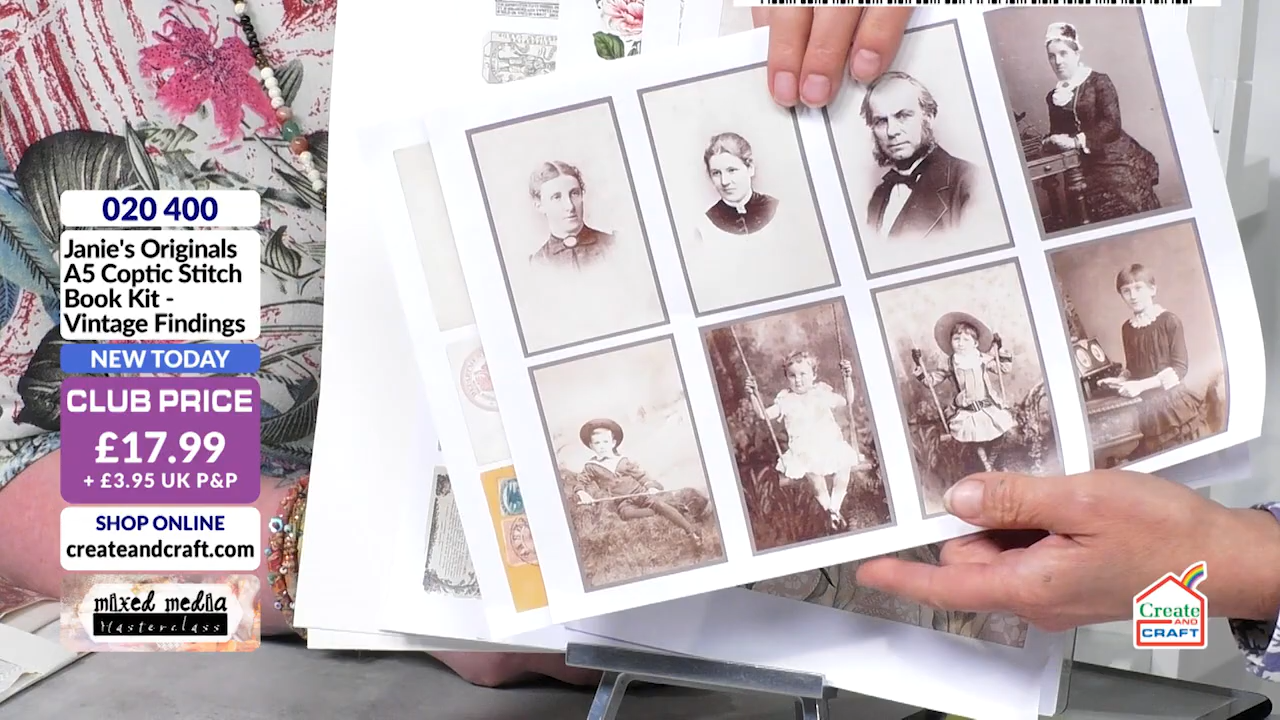 020 400
Janie's Originals
A5 Coptic Stitch
Book Kit -
Vintage Findings
NEW TODAY
CLUB PRICE
£17.99
+ £3.95 UK P&P
SHOP ONLINE
createandcraft.com
mixed media
Masterclass
Create
AND
CRAFT